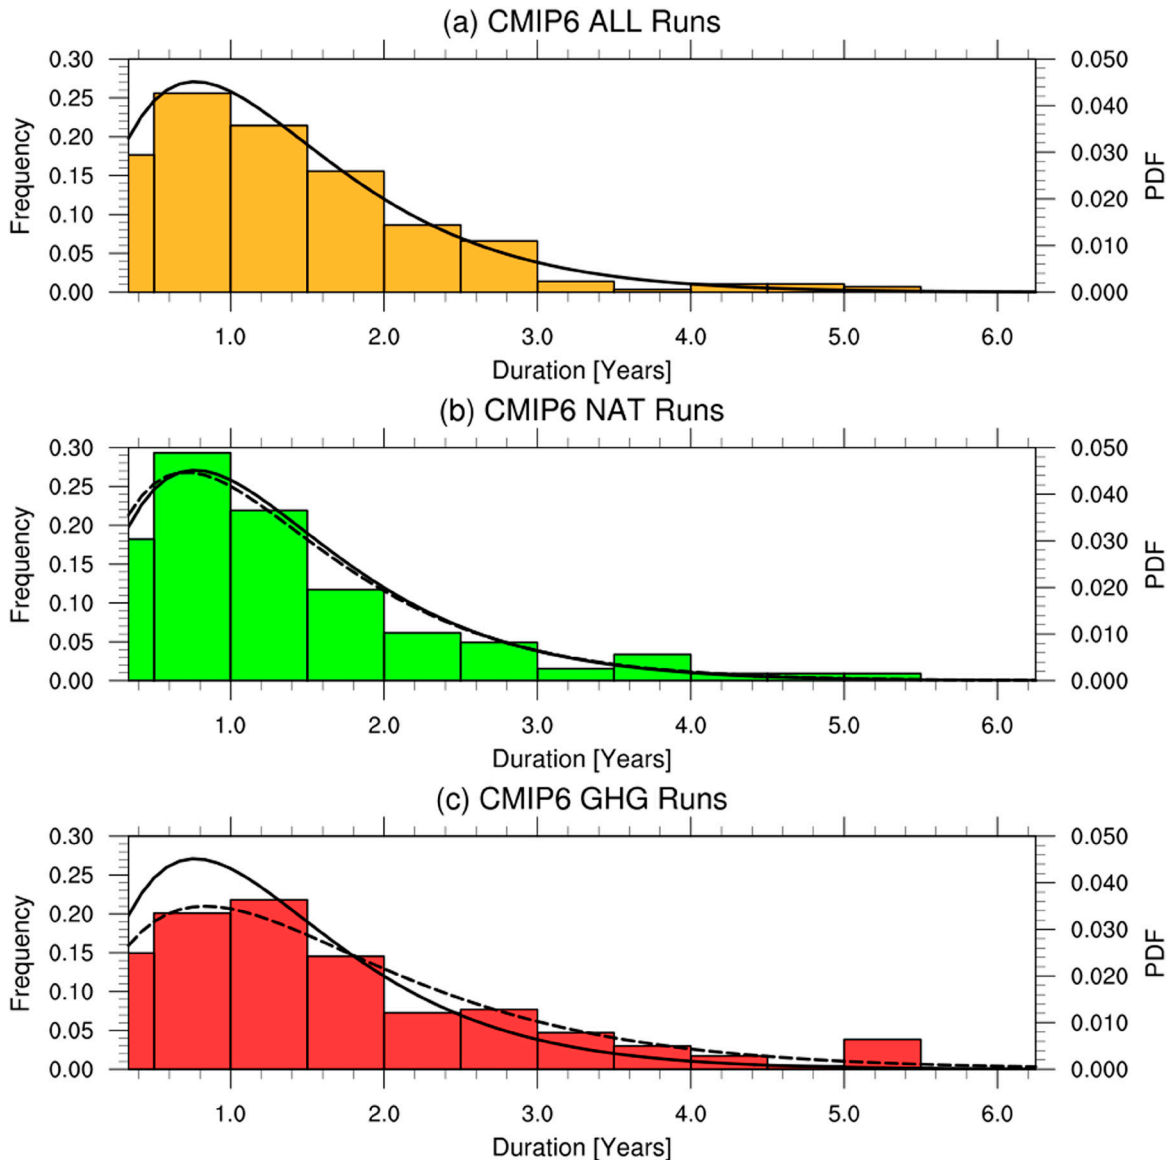 (a) CMIP6 ALL Runs
0.30 0.050
0.25 0.040
0.20 0.030
0.15
0.10 0.020
0.05 0.010
0.00 0.000
Frequency
PDF
1.0 2.0 3.0 4.0 5.0 6.0
Duration [Years]
(b) CMIP6 NAT Runs
0.30 0.050
0.25 0.040
0.20 0.030
0.15
0.10 0.020
0.05 0.010
0.00 0.000
Frequency
PDF
1.0 2.0 3.0 4.0 5.0 6.0
Duration [Years]
(c) CMIP6 GHG Runs
0.30 0.050
0.25 0.040
0.20 0.030
0.15
0.10 0.020
0.05 0.010
0.00 0.000
Frequency
PDF
1.0 2.0 3.0 4.0 5.0 6.0
Duration [Years]